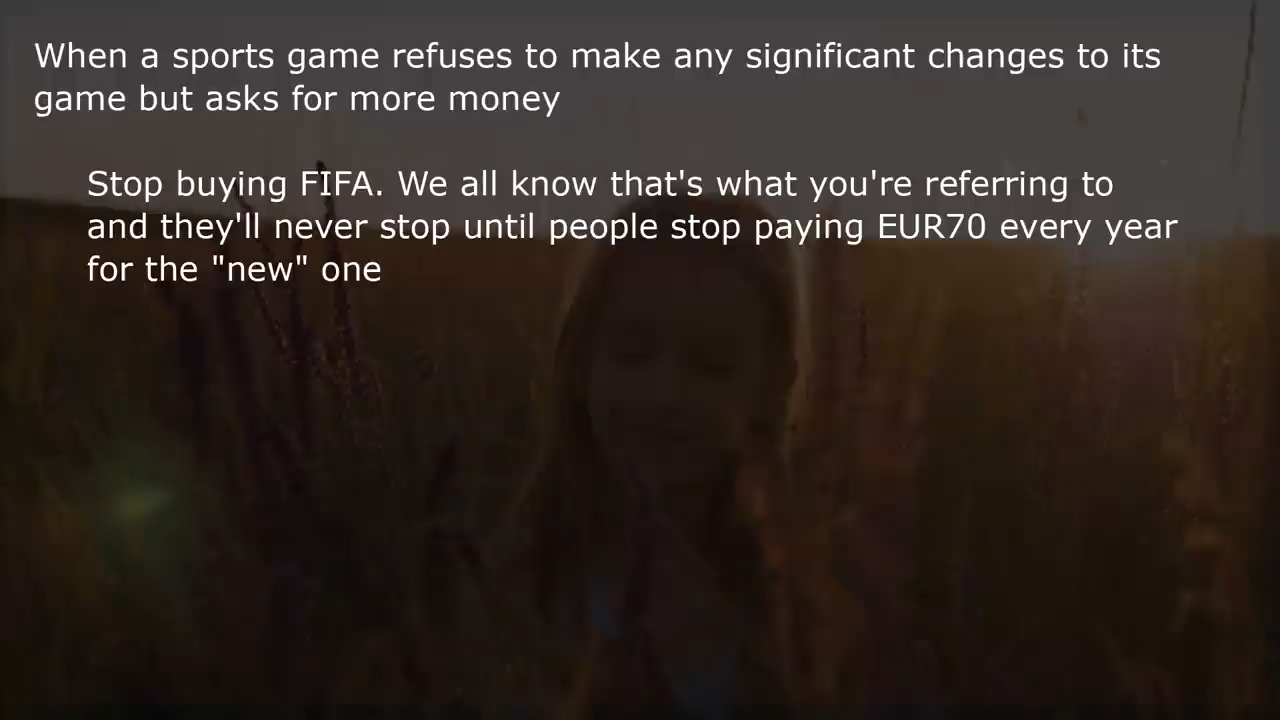 When a sports game refuses to make any significant changes to its
game but asks for more money
Stop buying FIFA. We all know that's what you're referring to
and they'll never stop until people stop paying EUR70 every year
for the "new" one